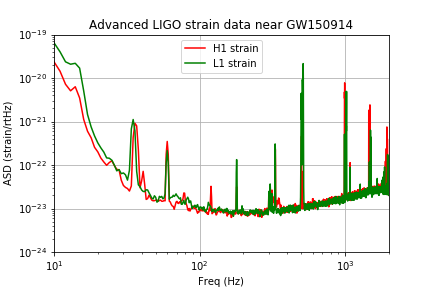 Advanced LIGO strain data near GW150914
H1 strain
L1 strain
ASD (strain/rtHz)
10⁻¹⁹
10⁻²⁰
10⁻²¹
10⁻²²
10⁻²³
10⁻²⁴
10¹
10²
10³
Freq (Hz)